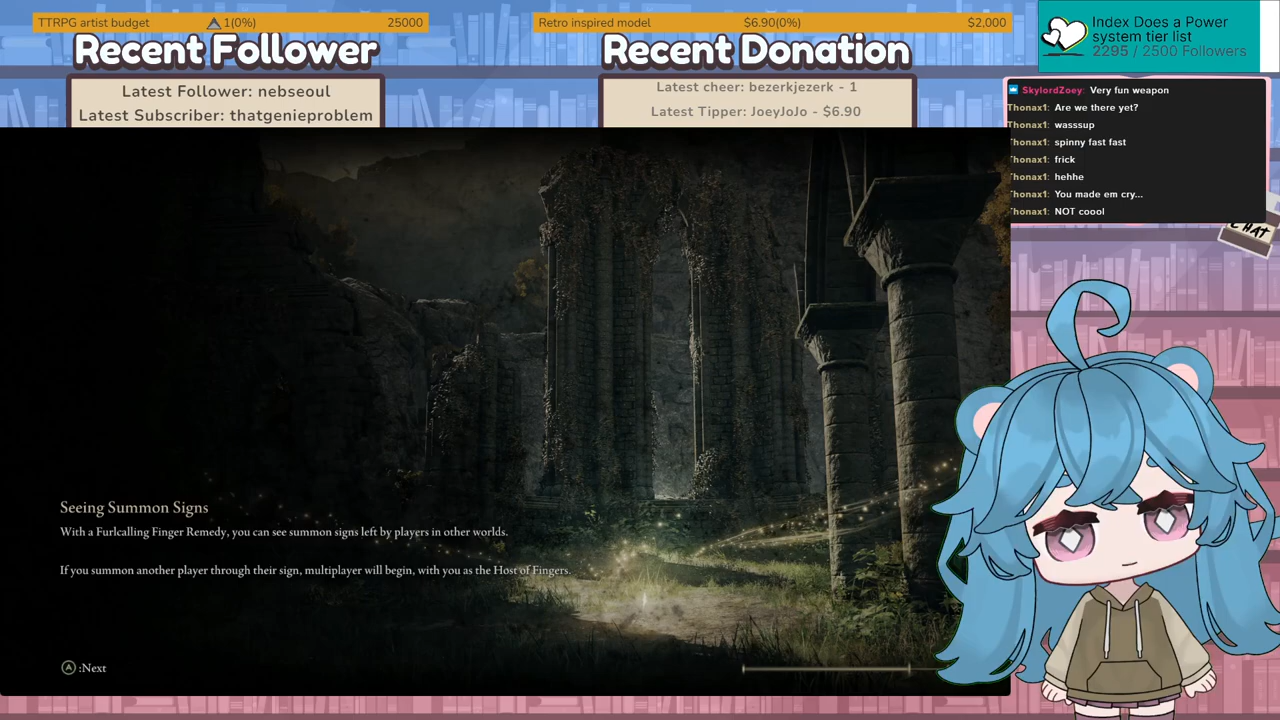 TTRPG artist budget 1(0%) 25000
Retro inspired model $6.90(0%) $2,000
Index Does a Power
system tier list
2295 / 2500 Followers
Recent Follower
Recent Donation
Latest Follower: nebseoul
Latest Subscriber: thatgenieproblem
Latest cheer: bezerkjezerk - 1
Latest Tipper: JoeyJoJo - $6.90
SkylordZoey: Very fun weapon
Thonax1: Are we there yet?
Thonax1: wasssup
Thonax1: spinny fast fast
Thonax1: frick
Thonax1: hehhe
Thonax1: You made em cry...
Thonax1: NOT coool
CHAT
Seeing Summon Signs
With a Furlcalling Finger Remedy, you can see summon signs left by players in other worlds.
If you summon another player through their sign, multiplayer will begin, with you as the Host of Fingers.
A :Next